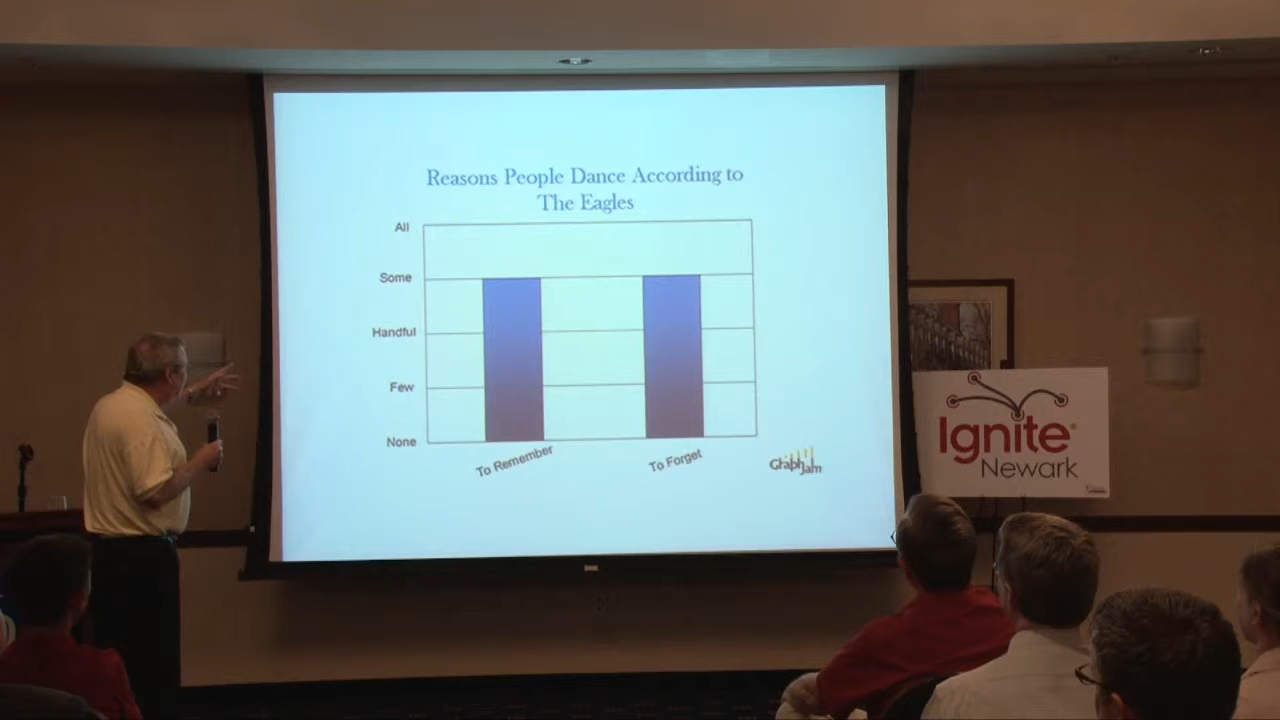 Reasons People Dance According to
The Eagles
All
Some
Handful
Few
None
To Remember
To Forget
GraphJam
Ignite
Newark